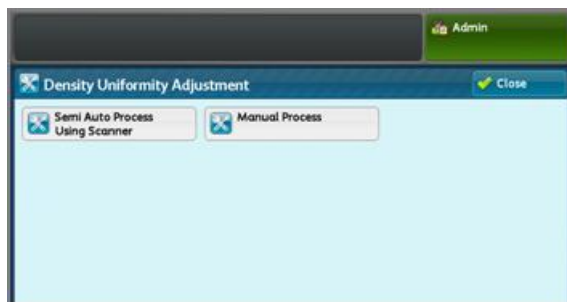 Admin
Density Uniformity Adjustment
Close
Semi Auto Process
Using Scanner
Manual Process